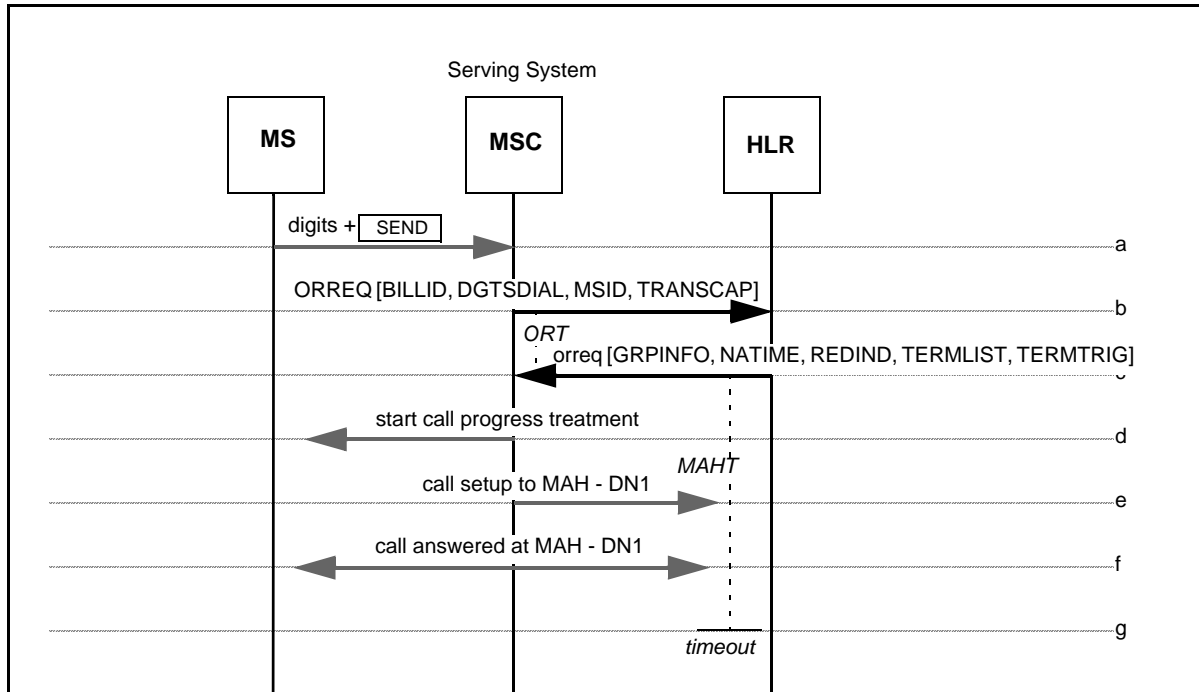 Serving System
MS
MSC
HLR
digits + SEND
a
ORREQ [BILLID, DGTSDIAL, MSID, TRANSCAP]
b
ORT
orreq [GRPINFO, NATIME, REDIND, TERMLIST, TERMTRIG]
start call progress treatment
d
MAHT
call setup to MAH - DN1
e
call answered at MAH - DN1
f
g
timeout